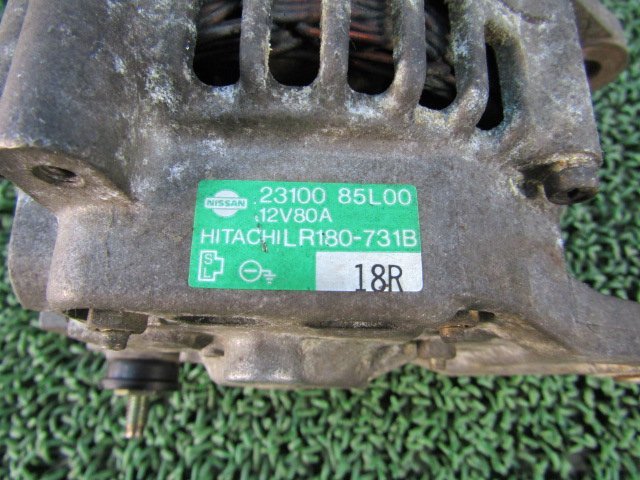 NISSAN 23100 85L00
12V80A
HITACHI LR180-731B
S
L
18R